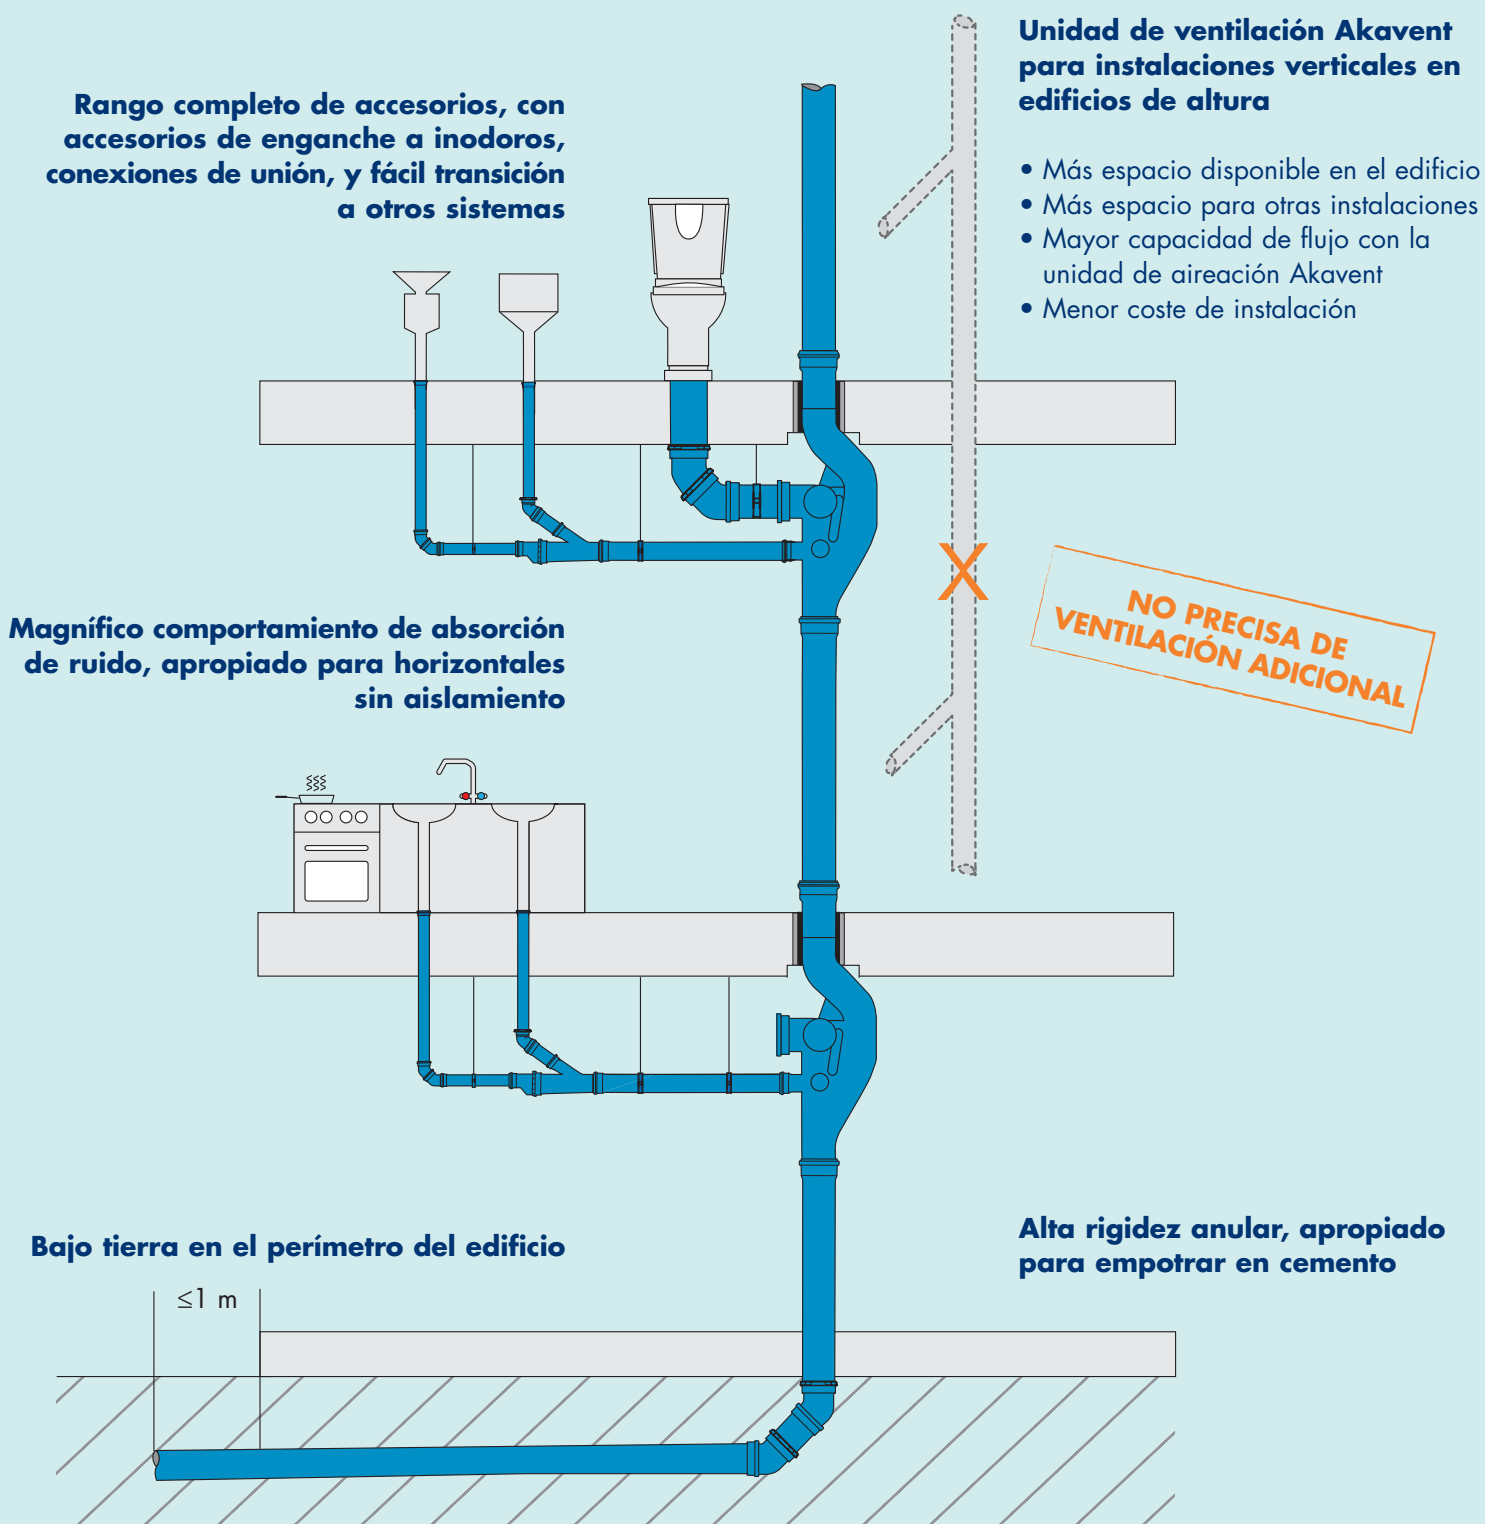 Unidad de ventilación Akavent
para instalaciones verticales en
edificios de altura
• Más espacio disponible en el edificio
• Más espacio para otras instalaciones
• Mayor capacidad de flujo con la
unidad de aireación Akavent
• Menor coste de instalación
Rango completo de accesorios, con
accesorios de enganche a inodoros,
conexiones de unión, y fácil transición
a otros sistemas
X
NO PRECISA DE
VENTILACIÓN ADICIONAL
Magnífico comportamiento de absorción
de ruido, apropiado para horizontales
sin aislamiento
Bajo tierra en el perímetro del edificio
≤1 m
Alta rigidez anular, apropiado
para empotrar en cemento